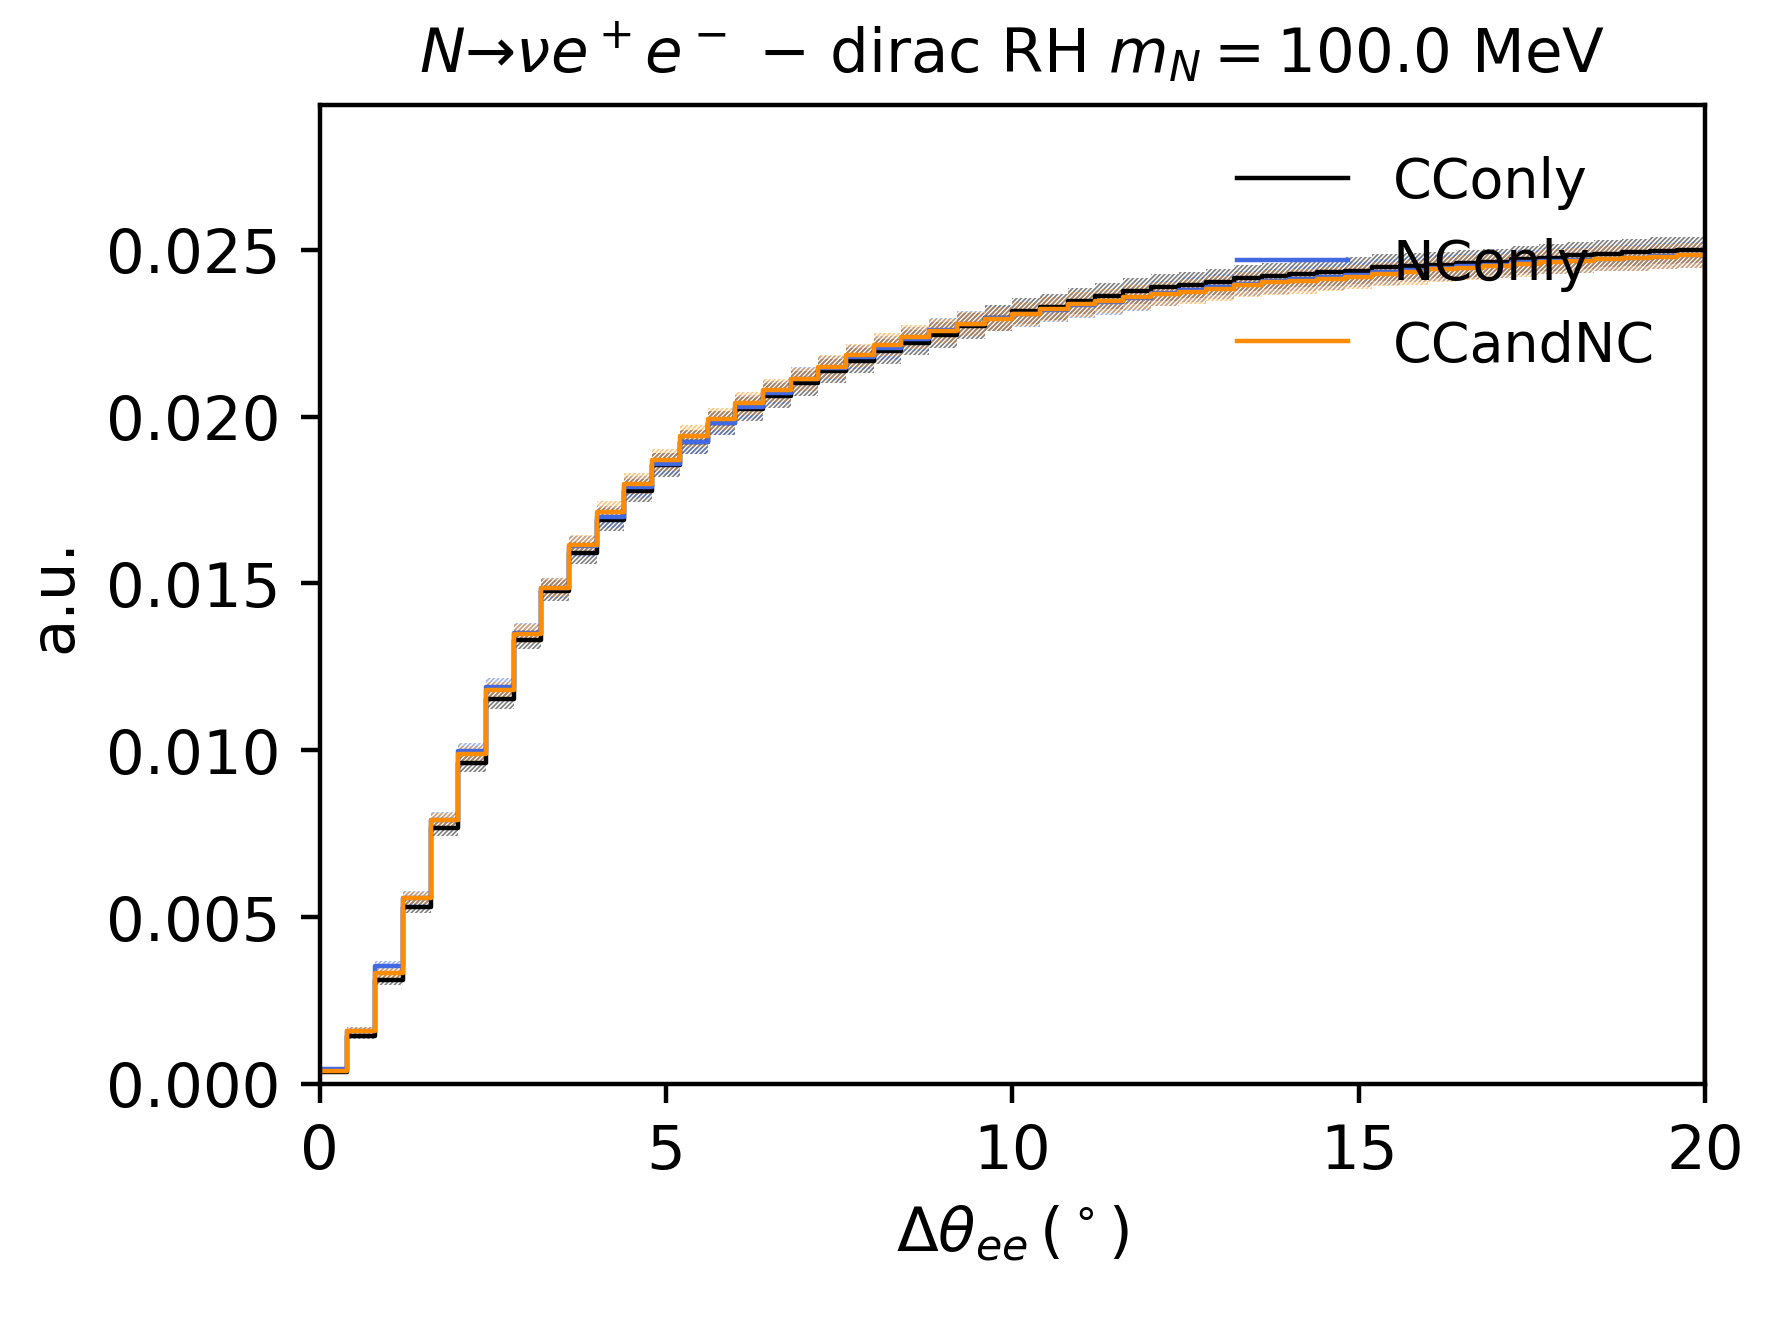 N→νe⁺e⁻ − dirac RH m_N = 100.0 MeV
CConly
NConly
CCandNC
a.u.
0.025
0.020
0.015
0.010
0.005
0.000
0 5 10 15 20
Δθ_ee (°)